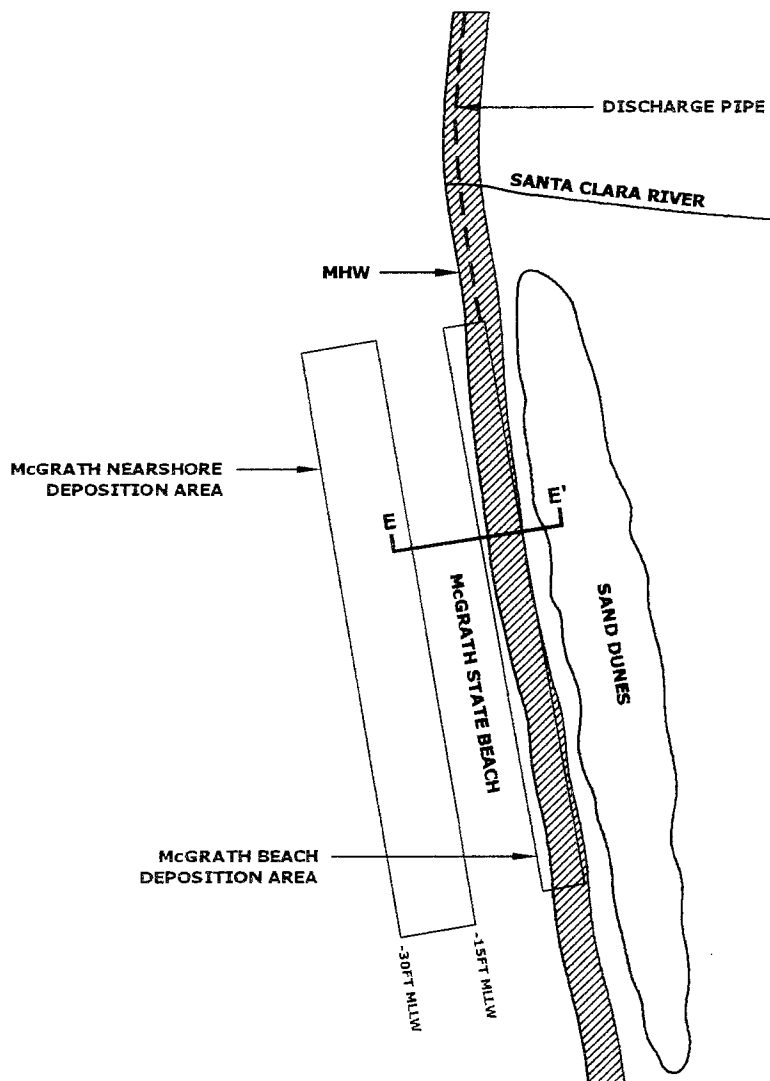 DISCHARGE PIPE
SANTA CLARA RIVER
MHW
McGRATH NEARSHORE
DEPOSITION AREA
E
E'
McGRATH STATE BEACH
SAND DUNES
McGRATH BEACH
DEPOSITION AREA
-30FT MLLW
-15FT MLLW